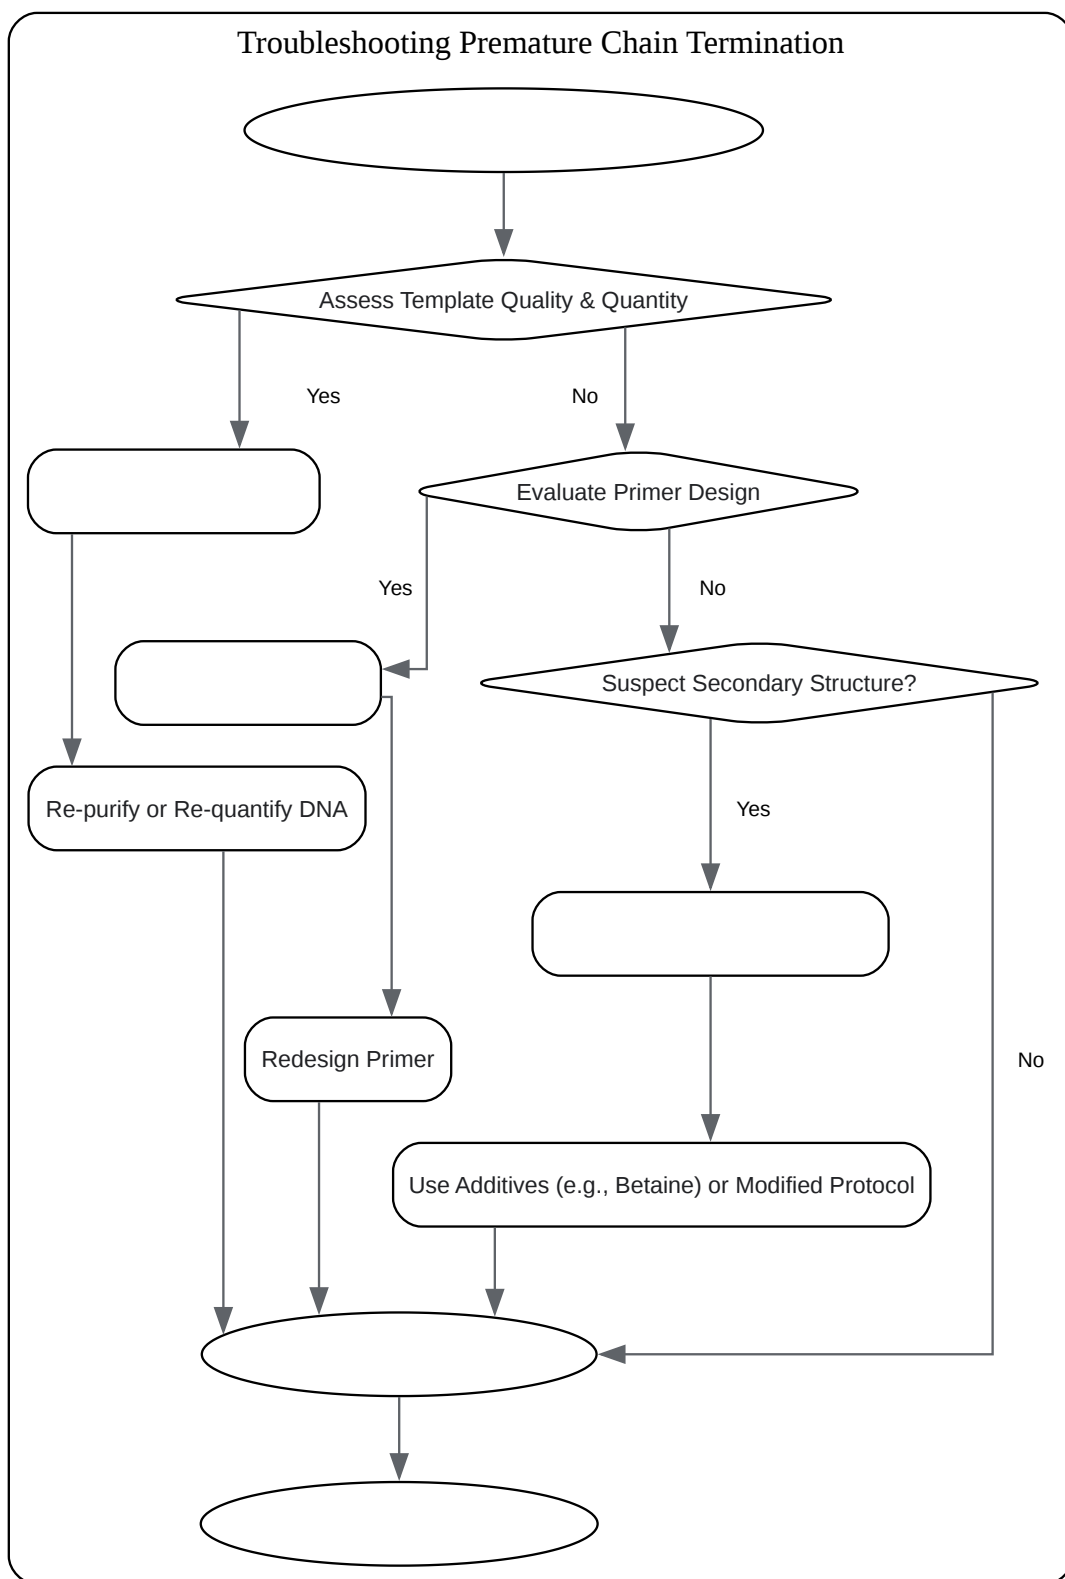 Troubleshooting Premature Chain Termination
Assess Template Quality & Quantity
Yes
No
Evaluate Primer Design
Yes
No
Suspect Secondary Structure?
Re-purify or Re-quantify DNA
Yes
Redesign Primer
No
Use Additives (e.g., Betaine) or Modified Protocol